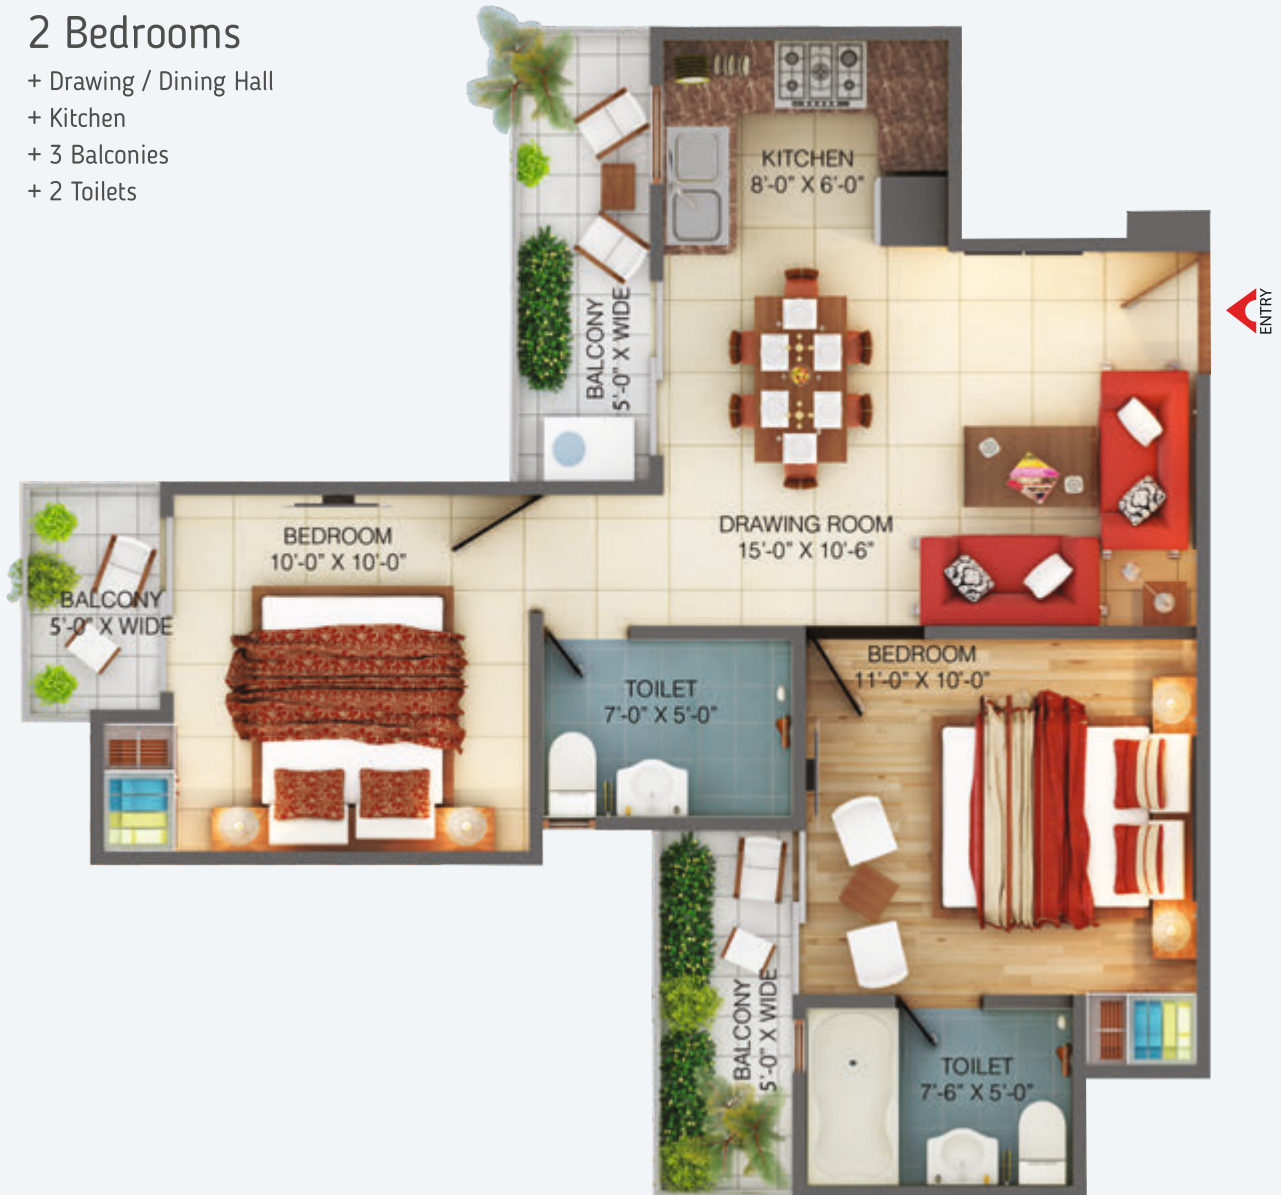 2 Bedrooms
+ Drawing / Dining Hall
+ Kitchen
+ 3 Balconies
+ 2 Toilets
KITCHEN
8'-0" X 6'-0"
ENTRY
BALCONY
5'-0" X WIDE
DRAWING ROOM
15'-0" X 10'-6"
BEDROOM
10'-0" X 10'-0"
BALCONY
5'-0" X WIDE
TOILET
7'-0" X 5'-0"
BEDROOM
11'-0" X 10'-0"
BALCONY
5'-0" X WIDE
TOILET
7'-6" X 5'-0"